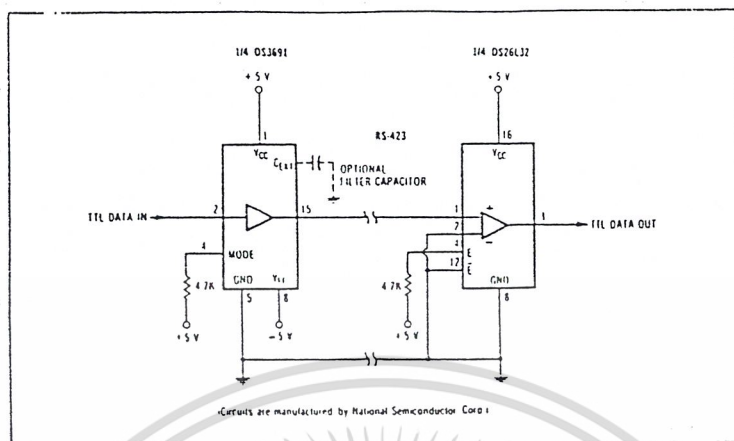 1/4 DS3691
1/4 DS26L32
+5 V
+5 V
RS-423
1
16
VCC
CEXT
VCC
OPTIONAL
FILTER CAPACITOR
TTL DATA IN
2
15
1
+
1
TTL DATA OUT
2
−
4
MODE
4
E
12
E̅
4.7K
GND
VEE
4.7K
GND
5
8
8
+5 V
−5 V
+5 V
(Circuits are manufactured by National Semiconductor Corp.)